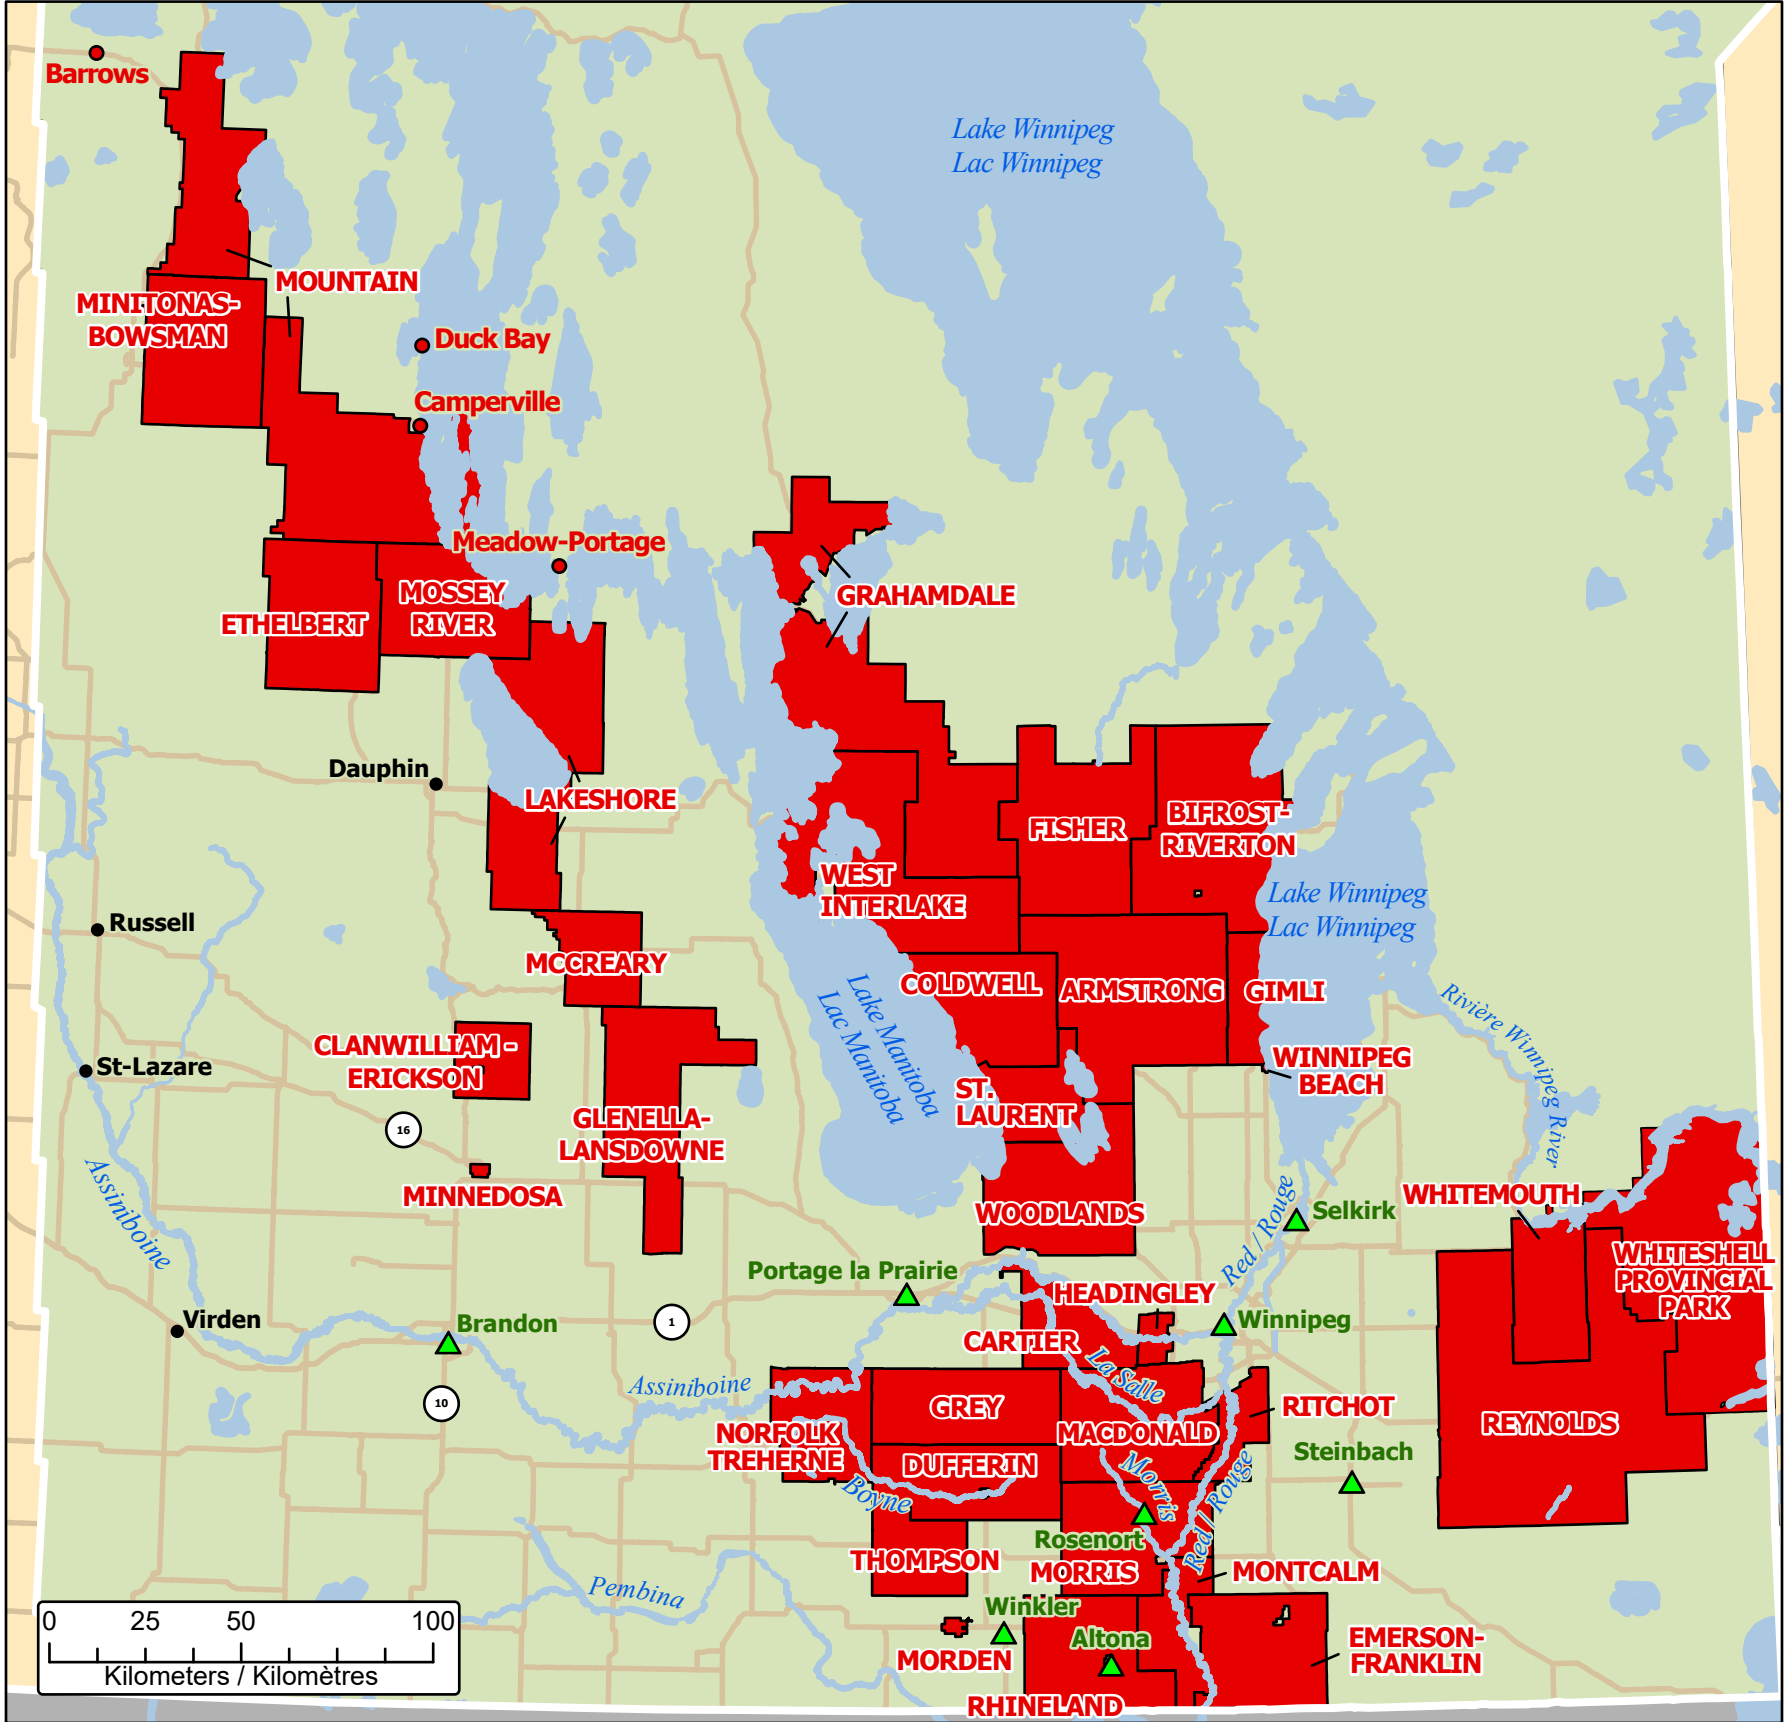 Barrows
Lake Winnipeg
Lac Winnipeg
MOUNTAIN
MINITONAS-
BOWSMAN
Duck Bay
Camperville
Meadow-Portage
MOSSEY
RIVER
ETHELBERT
GRAHAMDALE
Dauphin
LAKESHORE
FISHER
BIFROST-
RIVERTON
WEST
INTERLAKE
Lake Winnipeg
Lac Winnipeg
Russell
MCCREARY
COLDWELL
ARMSTRONG
GIMLI
Lake Manitoba
Lac Manitoba
Rivière Winnipeg River
CLANWILLIAM -
ERICKSON
St-Lazare
WINNIPEG
BEACH
ST.
LAURENT
GLENELLA-
LANSDOWNE
16
MINNEDOSA
Assiniboine
WOODLANDS
WHITEMOUTH
Selkirk
Red / Rouge
WHITESHELL
PROVINCIAL
PARK
Portage la Prairie
HEADINGLEY
Virden
Brandon
1
Winnipeg
CARTIER
La Salle
Assiniboine
10
GREY
RITCHOT
REYNOLDS
NORFOLK
TREHERNE
MACDONALD
DUFFERIN
Steinbach
Boyne
Morris
Red / Rouge
Rosenort
THOMPSON
MORRIS
MONTCALM
Pembina
Winkler
Altona
MORDEN
EMERSON-
FRANKLIN
RHINELAND
0 25 50 100
Kilometers / Kilomètres